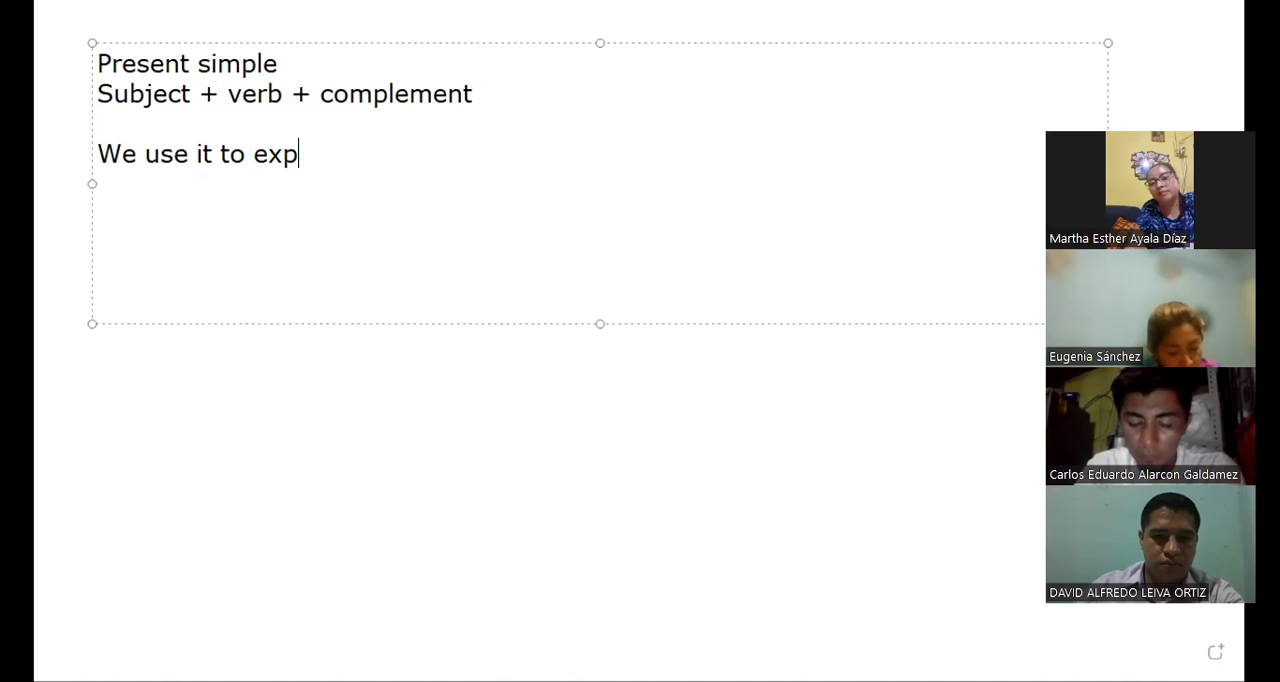 Present simple
Subject + verb + complement
We use it to exp
Martha Esther Ayala Díaz
Eugenia Sánchez
Carlos Eduardo Alarcon Galdamez
DAVID ALFREDO LEIVA ORTIZ